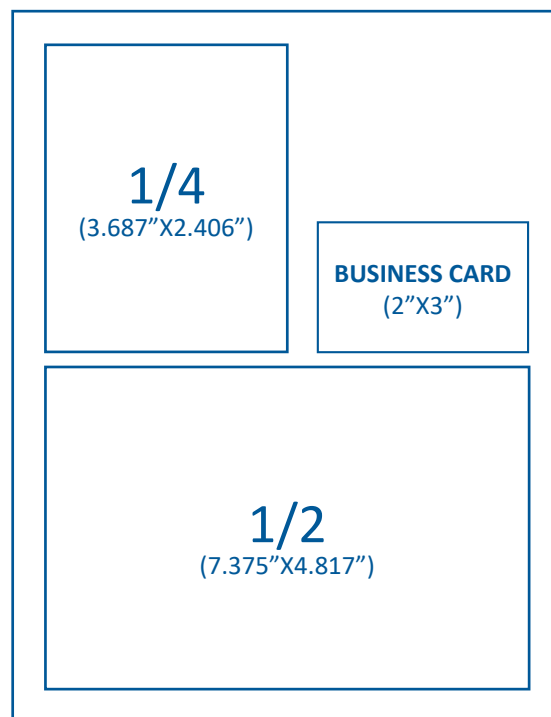 1/4
(3.687”X2.406”)
BUSINESS CARD
(2”X3”)
1/2
(7.375”X4.817”)